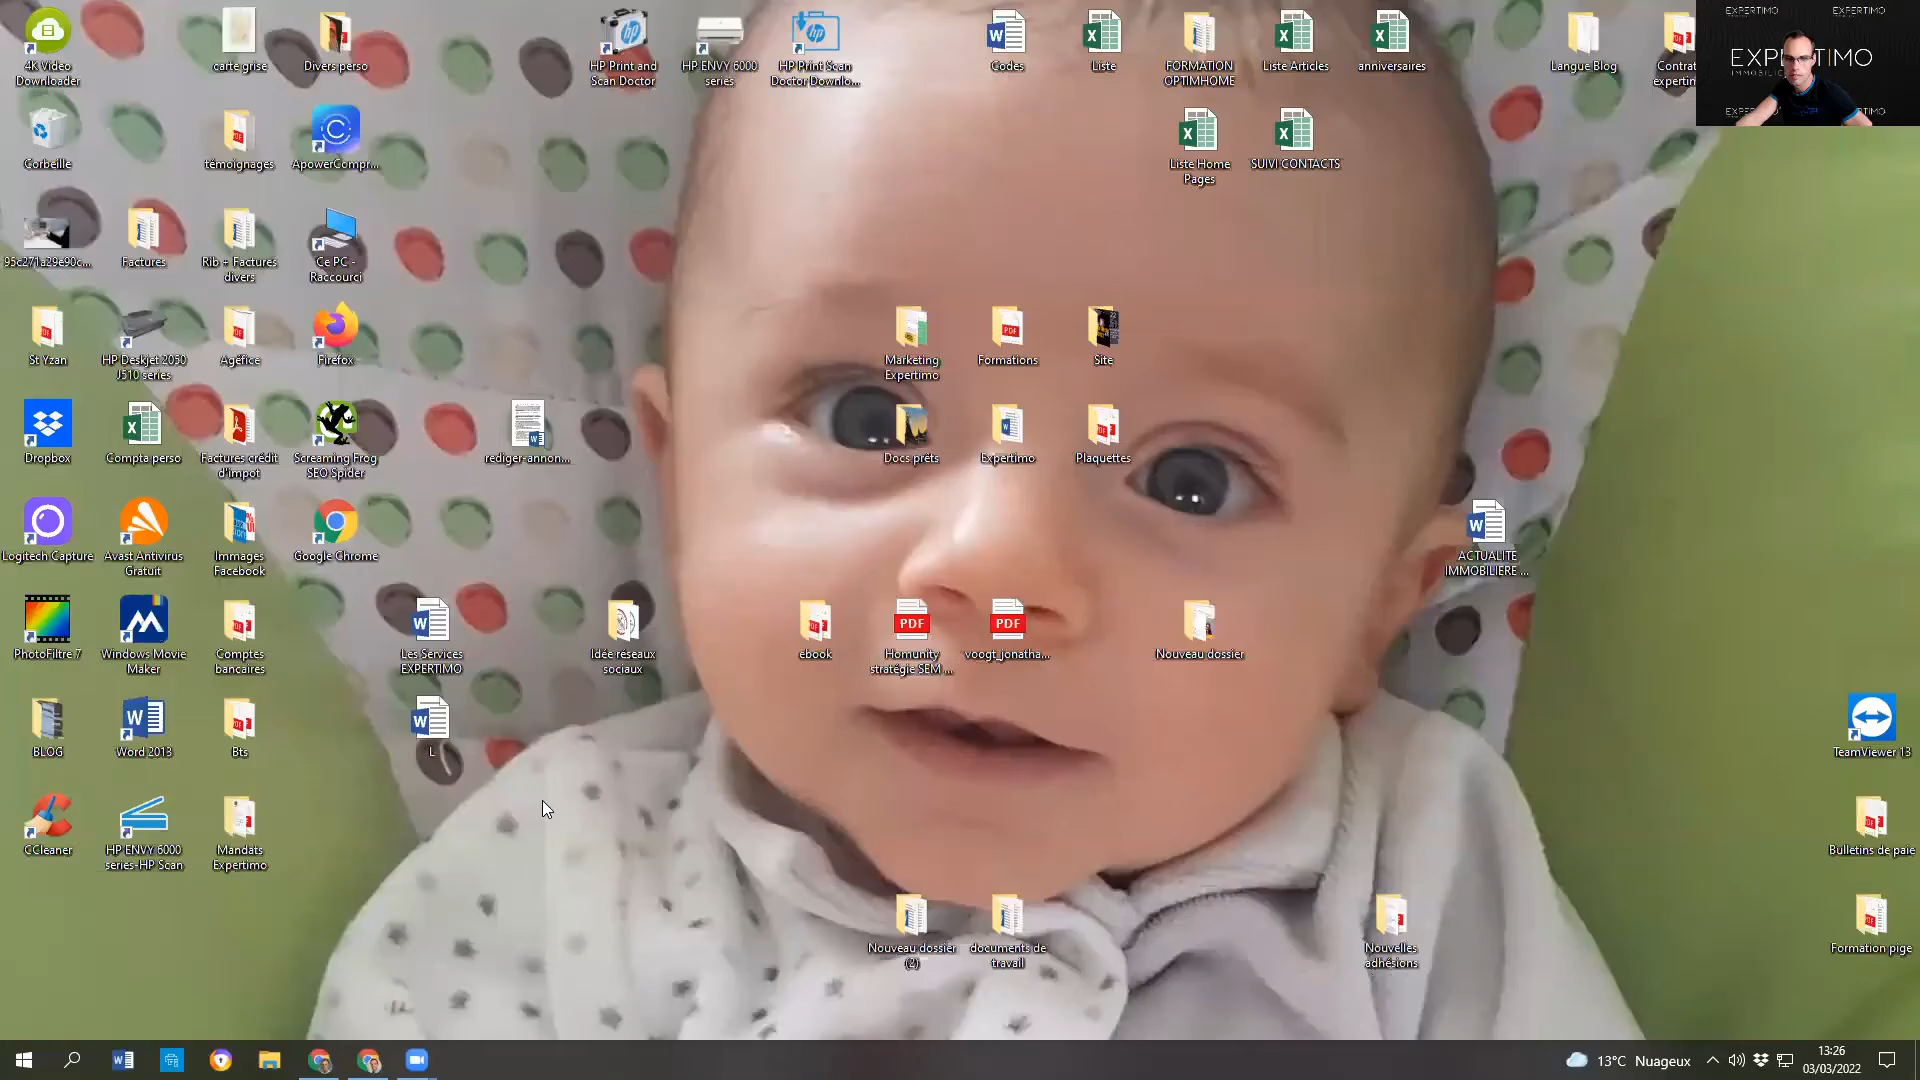 4K Video
Downloader
carte grise
Divers perso
HP Print and
Scan Doctor
HP ENVY 6000
series
HP Print Scan
Doctor Downlo...
Codes
Liste
FORMATION
OPTIMHOME
Liste Articles
anniversaires
Langue Blog
Contrat
EXPERTIMO
EXPERTIMO
Corbeille
témoignages
ApowerCompr...
Liste Home
Pages
SUIVI CONTACTS
95c271a29e90c...
Factures
Rib + Factures
divers
Ce PC -
Raccourci
St Yzan
HP Deskjet 2050
J510 series
Agéfice
Firefox
Marketing
Expertimo
Formations
Site
Dropbox
Compta perso
Factures crédit
d'impot
Screaming Frog
SEO Spider
rediger-annon...
Docs prêts
Expertimo
Plaquettes
Logitech Capture
Avast Antivirus
Gratuit
Immages
Facebook
Google Chrome
ACTUALITE
IMMOBILIERE ...
PhotoFiltre 7
Windows Movie
Maker
Comptes
bancaires
Les Services
EXPERTIMO
Idée réseaux
sociaux
ebook
PDF
Homunity
stratégie SEM ...
PDF
voogt_jonatha...
Nouveau dossier
BLOG
Word 2013
Bts
L
TeamViewer 13
CCleaner
HP ENVY 6000
series-HP Scan
Mandats
Expertimo
Bulletins de paie
Nouveau dossier
(2)
documents de
travail
Nouvelles
adhésions
Formation pige
13°C Nuageux
13:26
03/03/2022